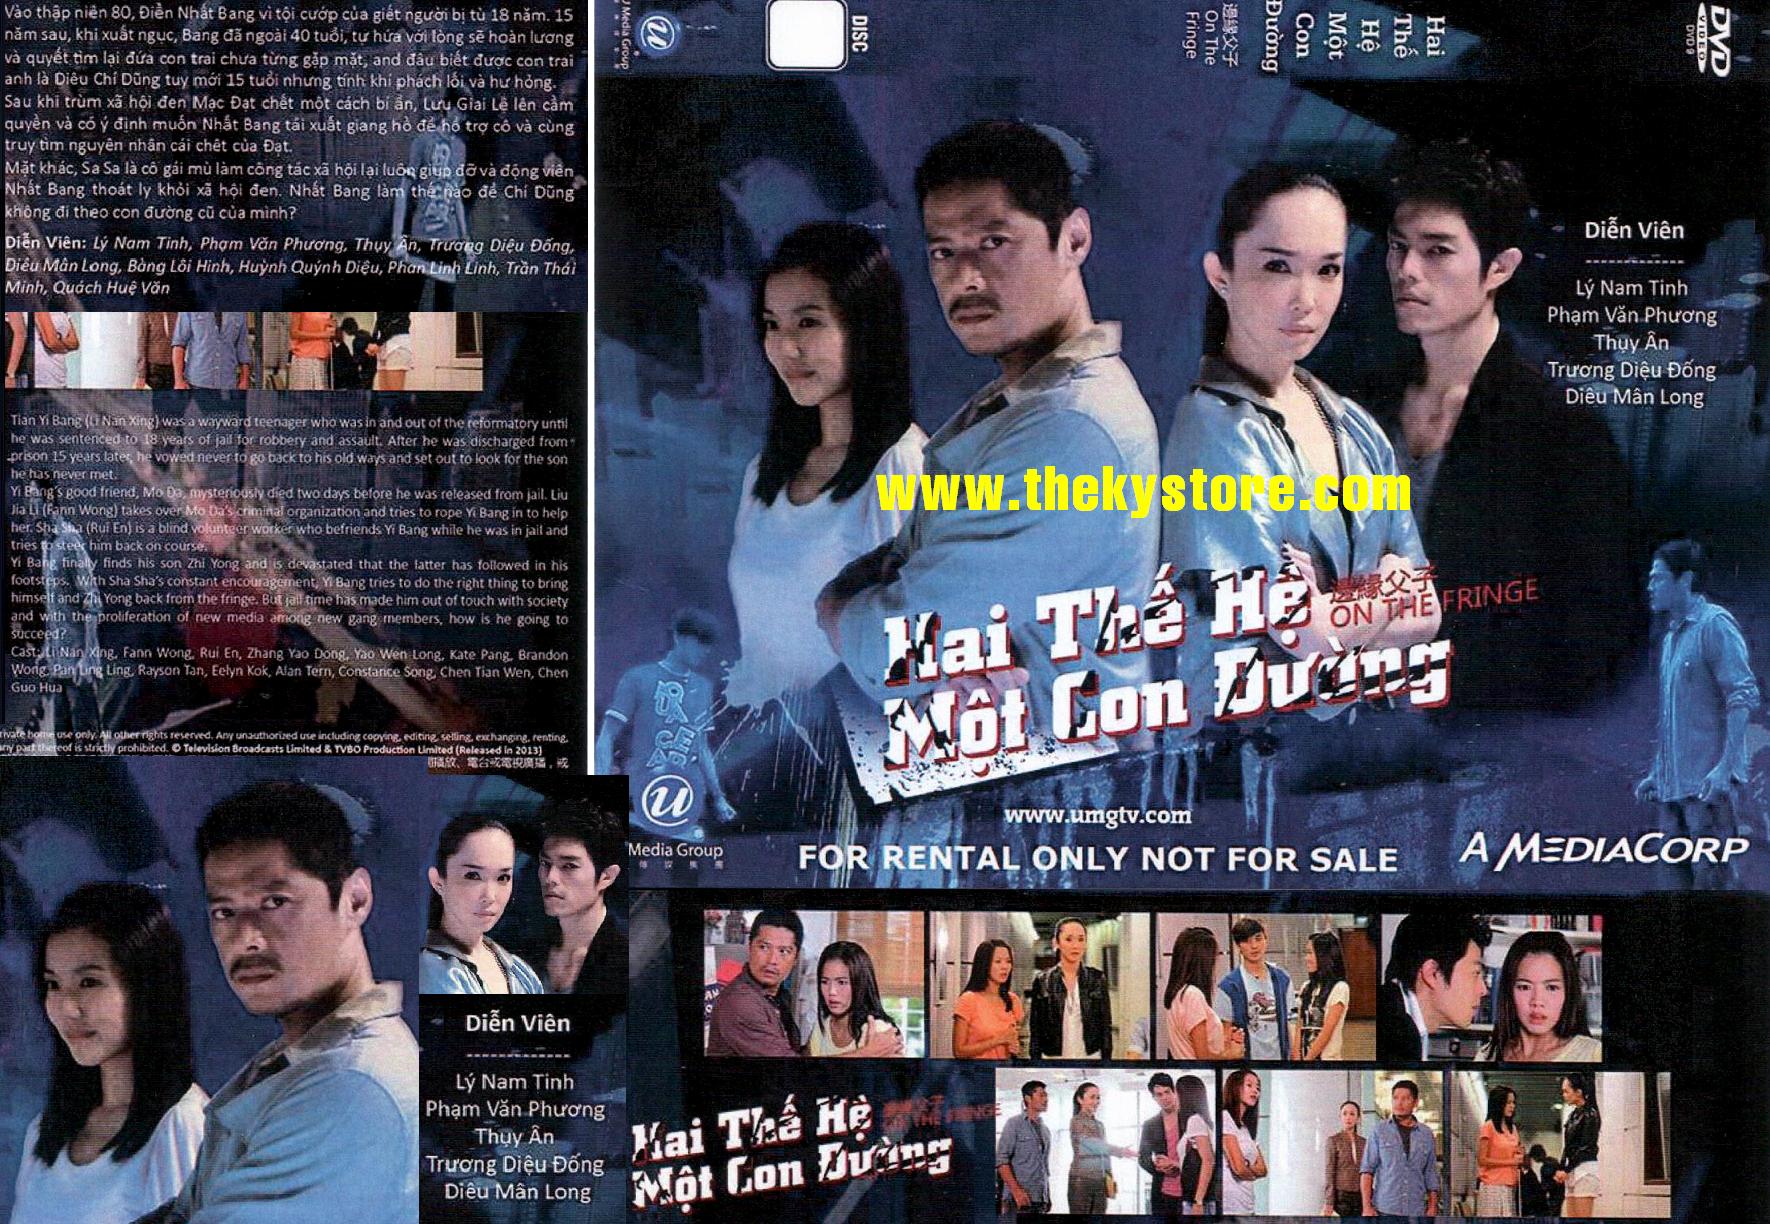 Vào thập niên 80, Điền Nhất Bang vì tội cướp của giết người bị tù 18 năm. 15
năm sau, khi xuất ngục, Bang đã ngoài 40 tuổi, tự hứa với lòng sẽ hoàn lương
và quyết tìm lại đứa con trai chưa từng gặp mặt, and đâu biết được con trai
anh là Diêu Chí Dũng tuy mới 15 tuổi nhưng tính khí phách lối và hư hỏng.
Sau khi trùm xã hội đen Mạc Đạt chết một cách bí ẩn, Lưu Giai Lệ lên cầm
quyền và có ý định muốn Nhất Bang tái xuất giang hồ để hổ trợ cô và cùng
truy tìm nguyên nhân cái chết của Đạt.
Mặt khác, Sa Sa là cô gái mù làm công tác xã hội lại luôn giúp đỡ và động viên
Nhất Bang thoát ly khỏi xã hội đen. Nhất Bang làm thế nào để Chí Dũng
không đi theo con đường cũ của mình?
Diễn Viên: Lý Nam Tinh, Phạm Văn Phương, Thụy Ân, Trương Diệu Đống,
Diêu Mân Long, Bàng Lôi Hinh, Huỳnh Quýnh Diệu, Phan Linh Linh, Trần Thái
Minh, Quách Huệ Văn
Tian Yi Bang (Li Nan Xing) was a wayward teenager who was in and out of the reformatory until
he was sentenced to 18 years of jail for robbery and assault. After he was discharged from
prison 15 years later, he vowed never to go back to his old ways and set out to look for the son
he has never met.
Yi Bang's good friend, Mo Da, mysteriously died two days before he was released from jail. Liu
Jia Li (Fann Wong) takes over Mo Da's criminal organization and tries to rope Yi Bang in to help
her. Sha Sha (Rui En) is a blind volunteer worker who befriends Yi Bang while he was in jail and
tries to steer him back on course.
Yi Bang finally finds his son Zhi Yong and is devastated that the latter has followed in his
footsteps. With Sha Sha's constant encouragement, Yi Bang tries to do the right thing to bring
himself and Zhi Yong back from the fringe. But jail time has made him out of touch with society
and with the proliferation of new media among new gang members, how is he going to
succeed?
Cast: Li Nan Xing, Fann Wong, Rui En, Zhang Yao Dong, Yao Wen Long, Kate Pang, Brandon
Wong, Pan Ling Ling, Rayson Tan, Eelyn Kok, Alan Tern, Constance Song, Chen Tian Wen, Chen
Guo Hua
rivate home use only. All other rights reserved. Any unauthorized use including copying, editing, selling, exchanging, renting,
any part thereof is strictly prohibited. © Television Broadcasts Limited & TVBO Production Limited (Released in 2013)
播放、電台或電視廣播，或
U Media Group
DISC
邊緣父子
On The
Fringe
Hai
Thế
Hệ
Một
Con
Đường
DVD
VIDEO
DVD 9
Diễn Viên
--------------
Lý Nam Tinh
Phạm Văn Phương
Thụy Ân
Trương Diệu Đống
Diêu Mân Long
www.thekystore.com
Hai Thế Hệ
Một Con Đường
邊緣父子
ON THE FRINGE
u
Media Group
www.umgtv.com
FOR RENTAL ONLY NOT FOR SALE
A MEDIACORP
Diễn Viên
---------------
Lý Nam Tinh
Phạm Văn Phương
Thụy Ân
Trương Diệu Đống
Diêu Mân Long
Hai Thế Hệ
Một Con Đường
邊緣父子
ON THE FRINGE